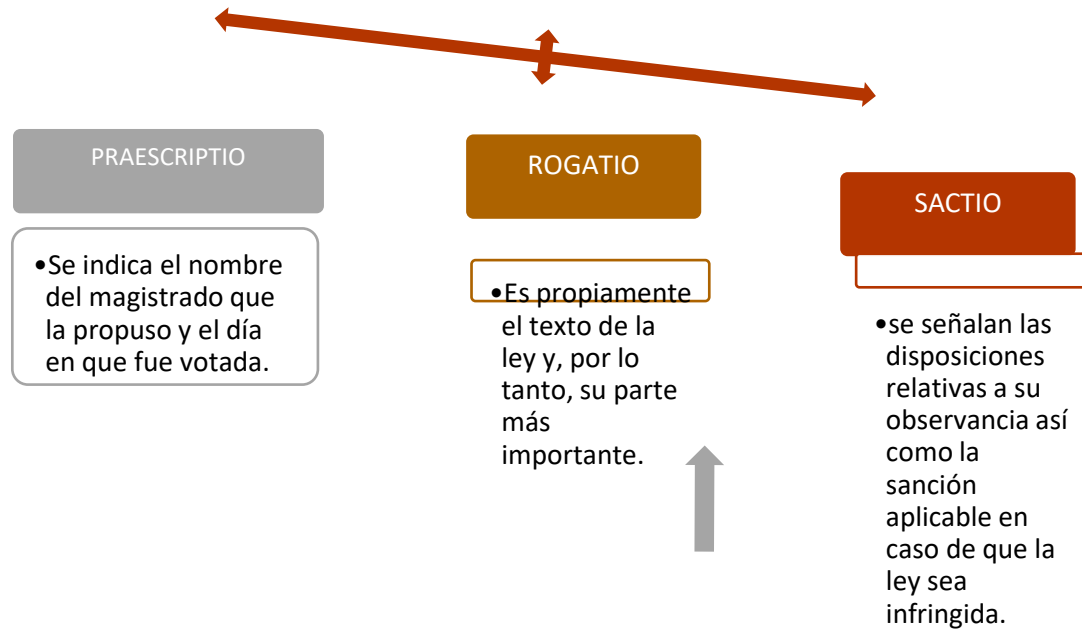 PRAESCRIPTIO
•Se indica el nombre
del magistrado que
la propuso y el día
en que fue votada.
ROGATIO
•Es propiamente
el texto de la
ley y, por lo
tanto, su parte
más
importante.
SACTIO
•se señalan las
disposiciones
relativas a su
observancia así
como la
sanción
aplicable en
caso de que la
ley sea
infringida.